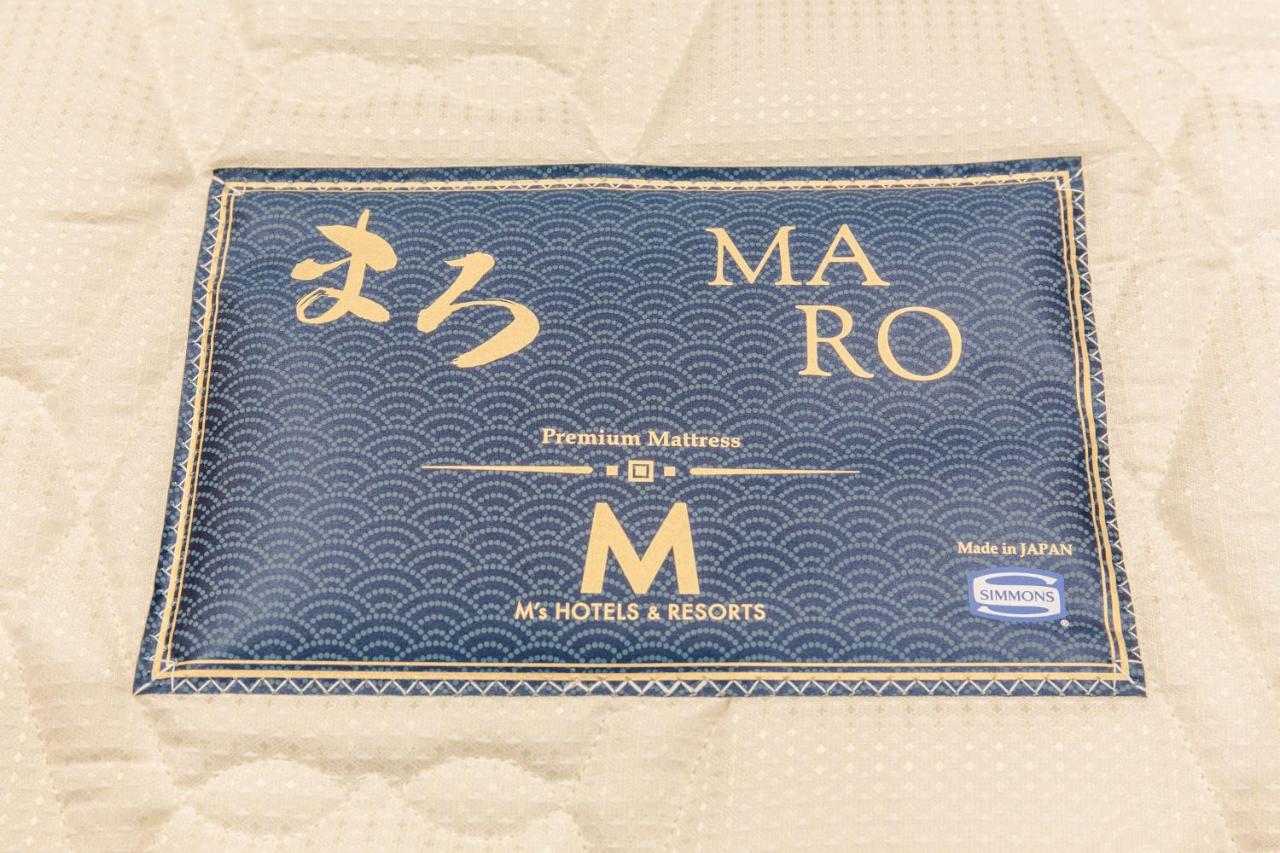 まろ
MA
RO
Premium Mattress
M
M's HOTELS & RESORTS
Made in JAPAN
SIMMONS
®